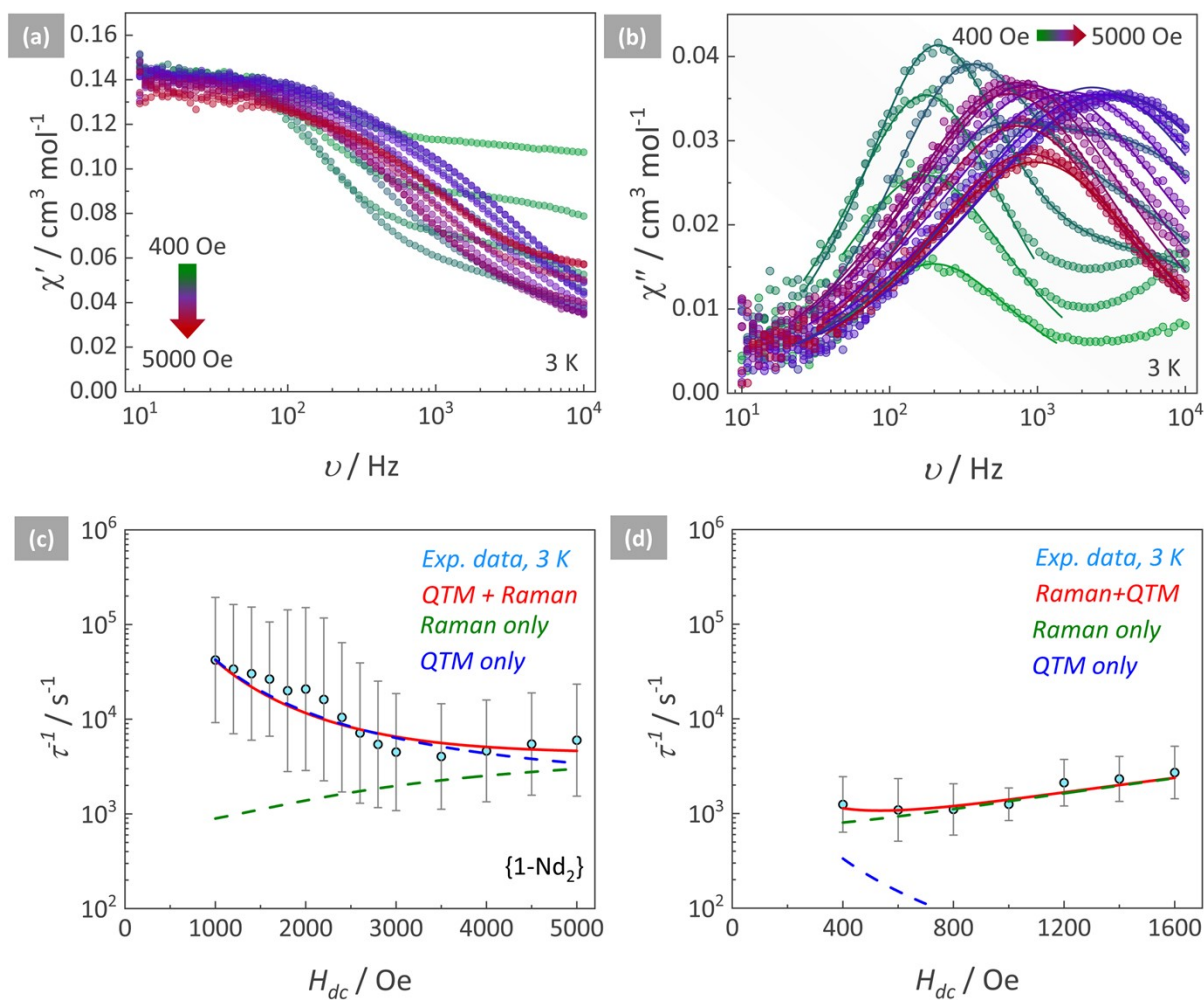 (a)
0.16
0.14
0.12
0.10
0.08
0.06
0.04
0.02
0.00
χ′ / cm³ mol⁻¹
400 Oe
5000 Oe
3 K
10¹ 10² 10³ 10⁴
υ / Hz
(b)
400 Oe 5000 Oe
0.04
0.03
0.02
0.01
0.00
χ″ / cm³ mol⁻¹
3 K
10¹ 10² 10³ 10⁴
υ / Hz
(c)
10⁶
10⁵
10⁴
10³
10²
τ⁻¹ / s⁻¹
Exp. data, 3 K
QTM + Raman
Raman only
QTM only
{1-Nd₂}
0 1000 2000 3000 4000 5000
H_dc / Oe
(d)
10⁶
10⁵
10⁴
10³
10²
τ⁻¹ / s⁻¹
Exp. data, 3 K
Raman+QTM
Raman only
QTM only
0 400 800 1200 1600
H_dc / Oe